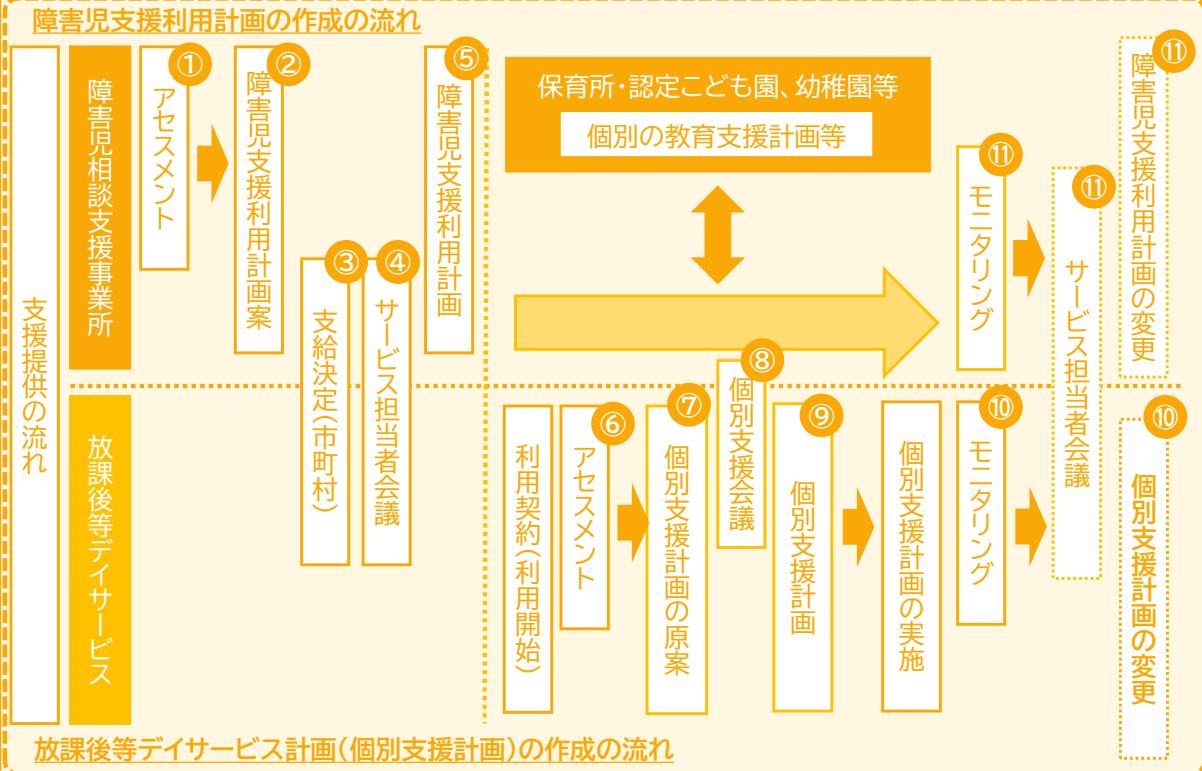 障害児支援利用計画の作成の流れ
支援提供の流れ
障害児相談支援事業所
①
アセスメント
②
障害児支援利用計画案
③
支給決定(市町村)
④
サービス担当者会議
⑤
障害児支援利用計画
保育所・認定こども園、幼稚園等
個別の教育支援計画等
⑪
モニタリング
⑪
サービス担当者会議
⑪
障害児支援利用計画の変更
放課後等デイサービス
利用契約(利用開始)
⑥
アセスメント
⑦
個別支援計画の原案
⑧
個別支援会議
⑨
個別支援計画
個別支援計画の実施
⑩
モニタリング
⑩
個別支援計画の変更
放課後等デイサービス計画(個別支援計画)の作成の流れ